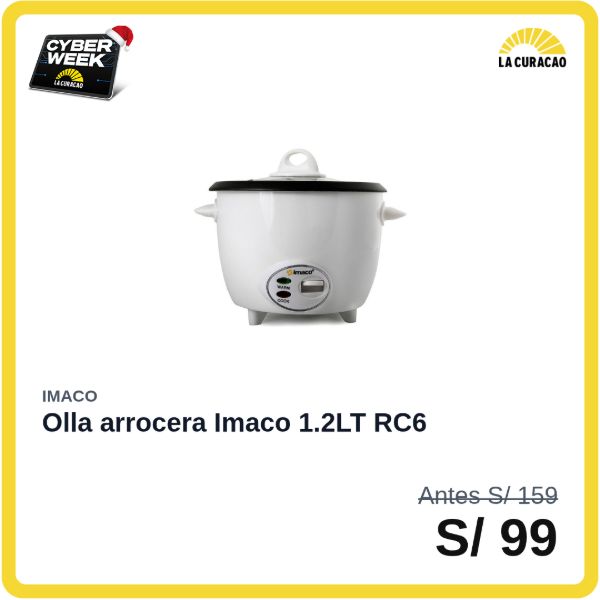 CYBER
WEEK
LA CURACAO
LA CURACAO
imaco
WARM
COOK
IMACO
Olla arrocera Imaco 1.2LT RC6
Antes S/ 159
S/ 99